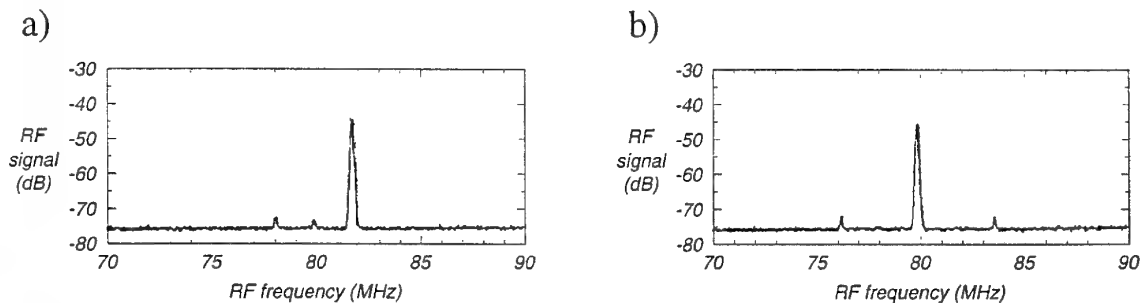 a)
-30
-40
-50
-60
-70
-80
RF
signal
(dB)
70 75 80 85 90
RF frequency (MHz)
b)
-30
-40
-50
-60
-70
-80
RF
signal
(dB)
70 75 80 85 90
RF frequency (MHz)